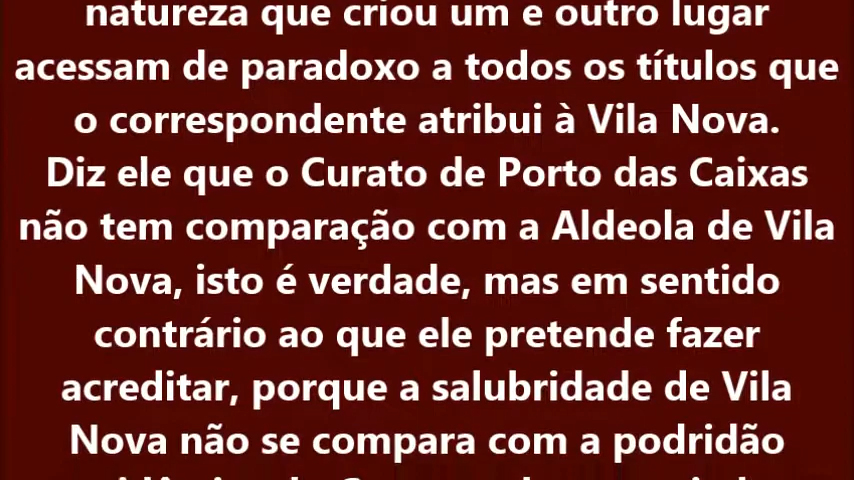 natureza que criou um e outro lugar
acessam de paradoxo a todos os títulos que
o correspondente atribui à Vila Nova.
Diz ele que o Curato de Porto das Caixas
não tem comparação com a Aldeola de Vila
Nova, isto é verdade, mas em sentido
contrário ao que ele pretende fazer
acreditar, porque a salubridade de Vila
Nova não se compara com a podridão